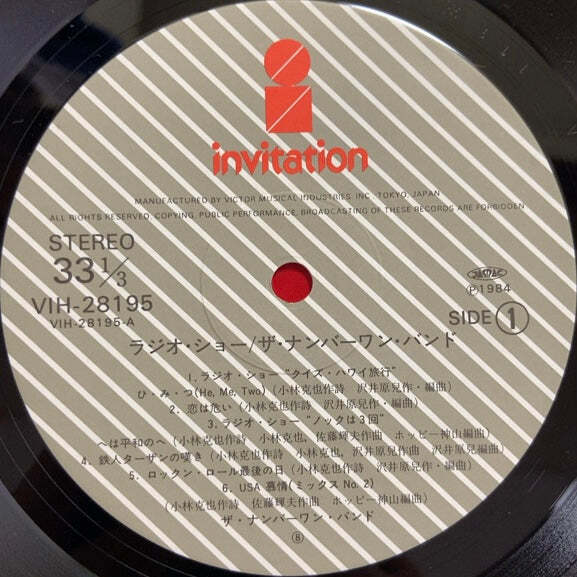 invitation
MANUFACTURED BY VICTOR MUSICAL INDUSTRIES, INC., TOKYO, JAPAN
ALL RIGHTS RESERVED, COPYING, PUBLIC PERFORMANCE, BROADCASTING OF THESE RECORDS ARE FORBIDDEN
STEREO
33 1/3
VIH-28195
VIH-28195-A
JASRAC
Ⓟ1984
SIDE 1
ラジオ・ショー/ザ・ナンバーワン・バンド
1. ラジオ・ショー “クイズ・ハワイ旅行”
ひ・み・つ(He, Me, Two) (小林克也作詩 沢井原兒作・編曲)
2. 恋は危い (小林克也作詩 沢井原兒作・編曲)
3. ラジオ・ショー “ノックは3回”
へは平和のへ (小林克也作詩 小林克也, 佐藤輝夫作曲 ホッピー神山編曲)
4. 鉄人ターザンの嘆き (小林克也作詩 小林克也, 沢井原兒作曲 沢井原兒編曲)
5. ロックン・ロール最後の日 (小林克也作詩 沢井原兒作・編曲)
6. USA 慕情 (ミックス No. 2)
(小林克也作詩 佐藤輝夫作曲 ホッピー神山編曲)
ザ・ナンバーワン・バンド
⑧